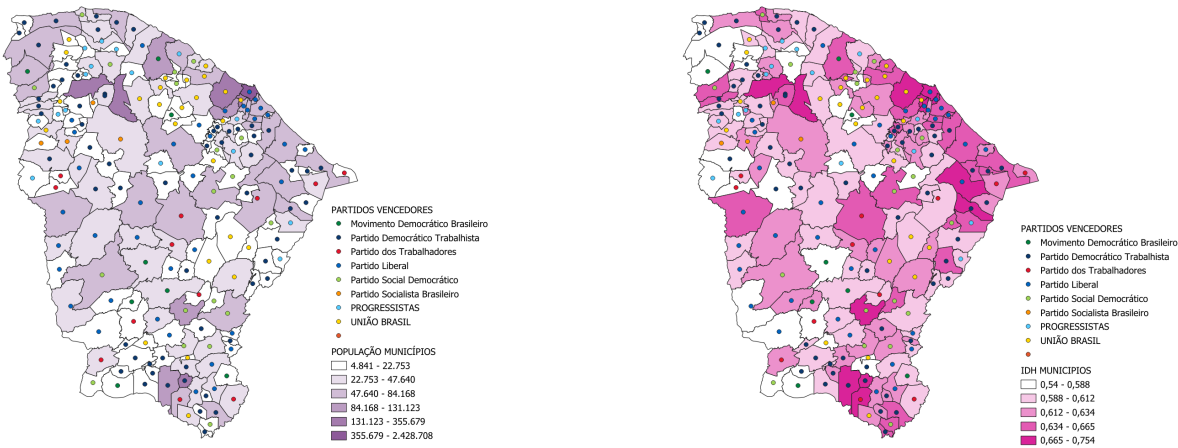 PARTIDOS VENCEDORES
Movimento Democrático Brasileiro
Partido Democrático Trabalhista
Partido dos Trabalhadores
Partido Liberal
Partido Social Democrático
Partido Socialista Brasileiro
PROGRESSISTAS
UNIÃO BRASIL
POPULAÇÃO MUNICÍPIOS
4.841 - 22.753
22.753 - 47.640
47.640 - 84.168
84.168 - 131.123
131.123 - 355.679
355.679 - 2.428.708
PARTIDOS VENCEDORES
Movimento Democrático Brasileiro
Partido Democrático Trabalhista
Partido dos Trabalhadores
Partido Liberal
Partido Social Democrático
Partido Socialista Brasileiro
PROGRESSISTAS
UNIÃO BRASIL
IDH MUNICIPIOS
0,54 - 0,588
0,588 - 0,612
0,612 - 0,634
0,634 - 0,665
0,665 - 0,754